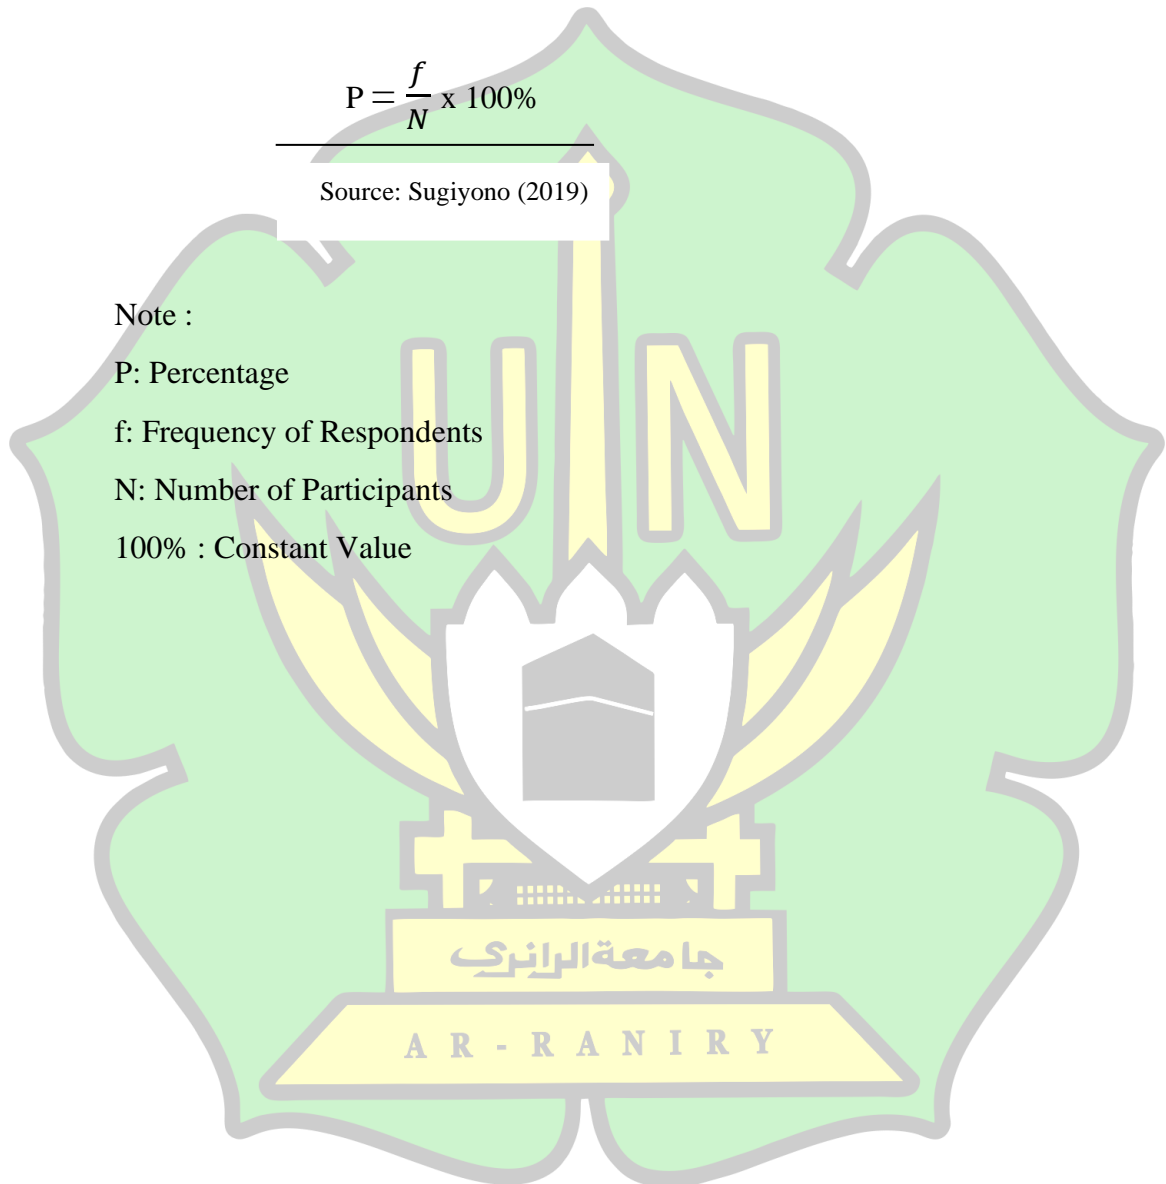 P = f/N x 100%
Source: Sugiyono (2019)
Note :
P: Percentage
f: Frequency of Respondents
N: Number of Participants
100% : Constant Value
UIN
جامعة الرانري
AR-RANIRY